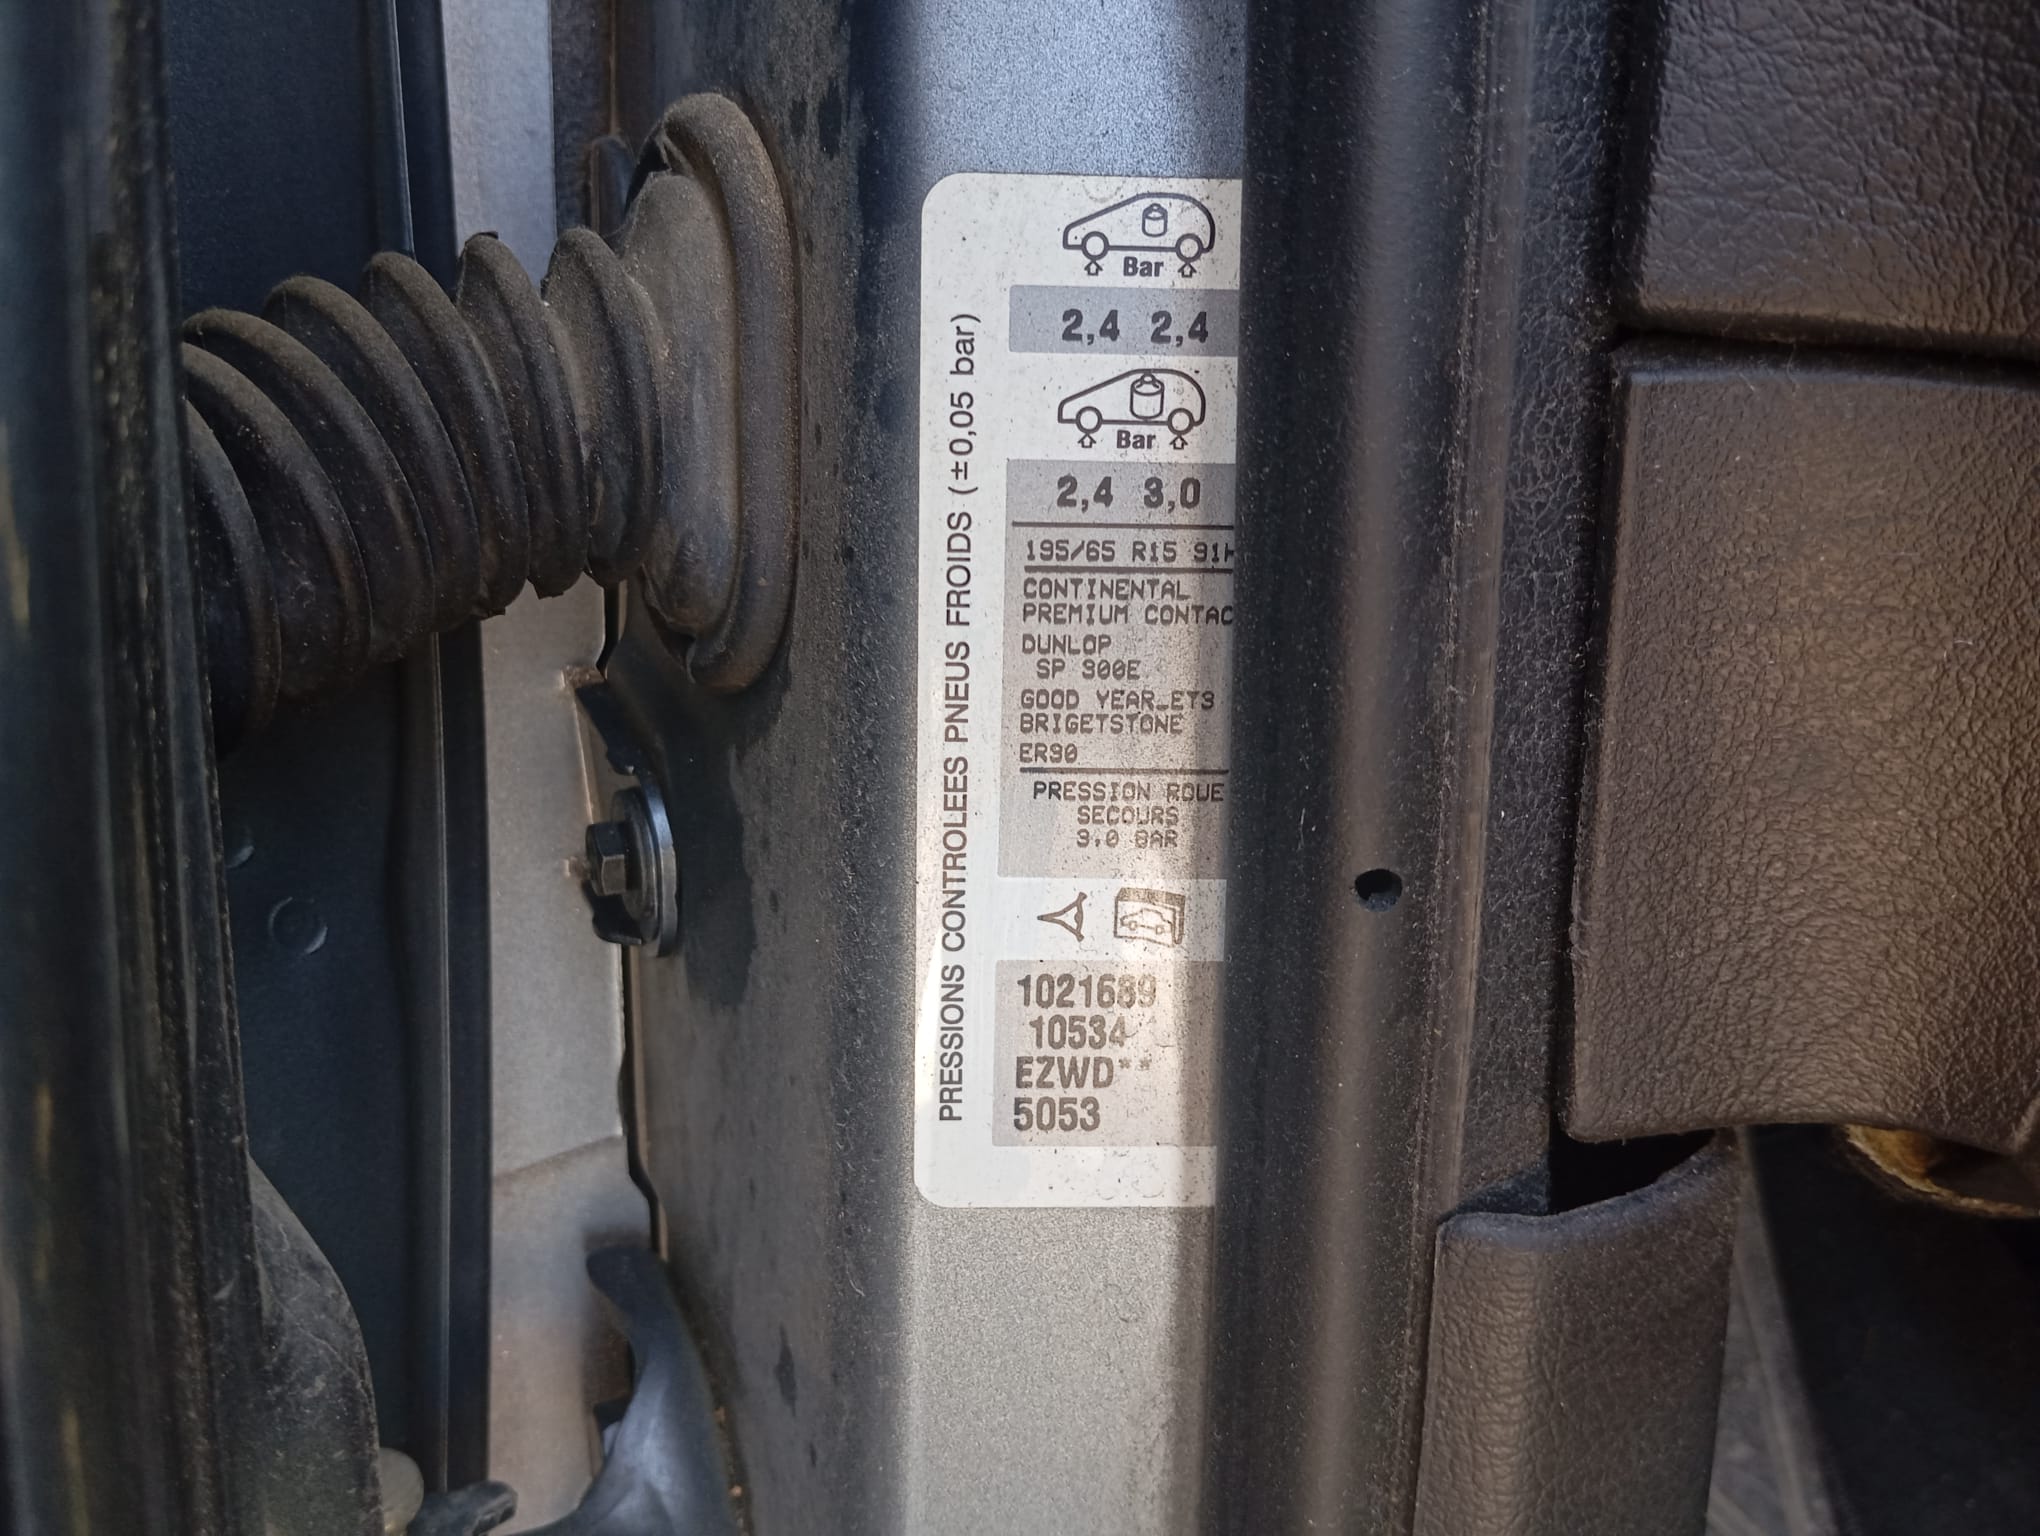 PRESSIONS CONTROLEES PNEUS FROIDS (±0,05 bar)
Bar
2,4 2,4
Bar
2,4 3,0
195/65 R15 91H
CONTINENTAL
PREMIUM CONTAC
DUNLOP
SP 300E
GOOD YEAR_ET3
BRIGETSTONE
ER30
PRESSION ROUE
SECOURS
3.0 BAR
1021689
10534
EZWD**
5053